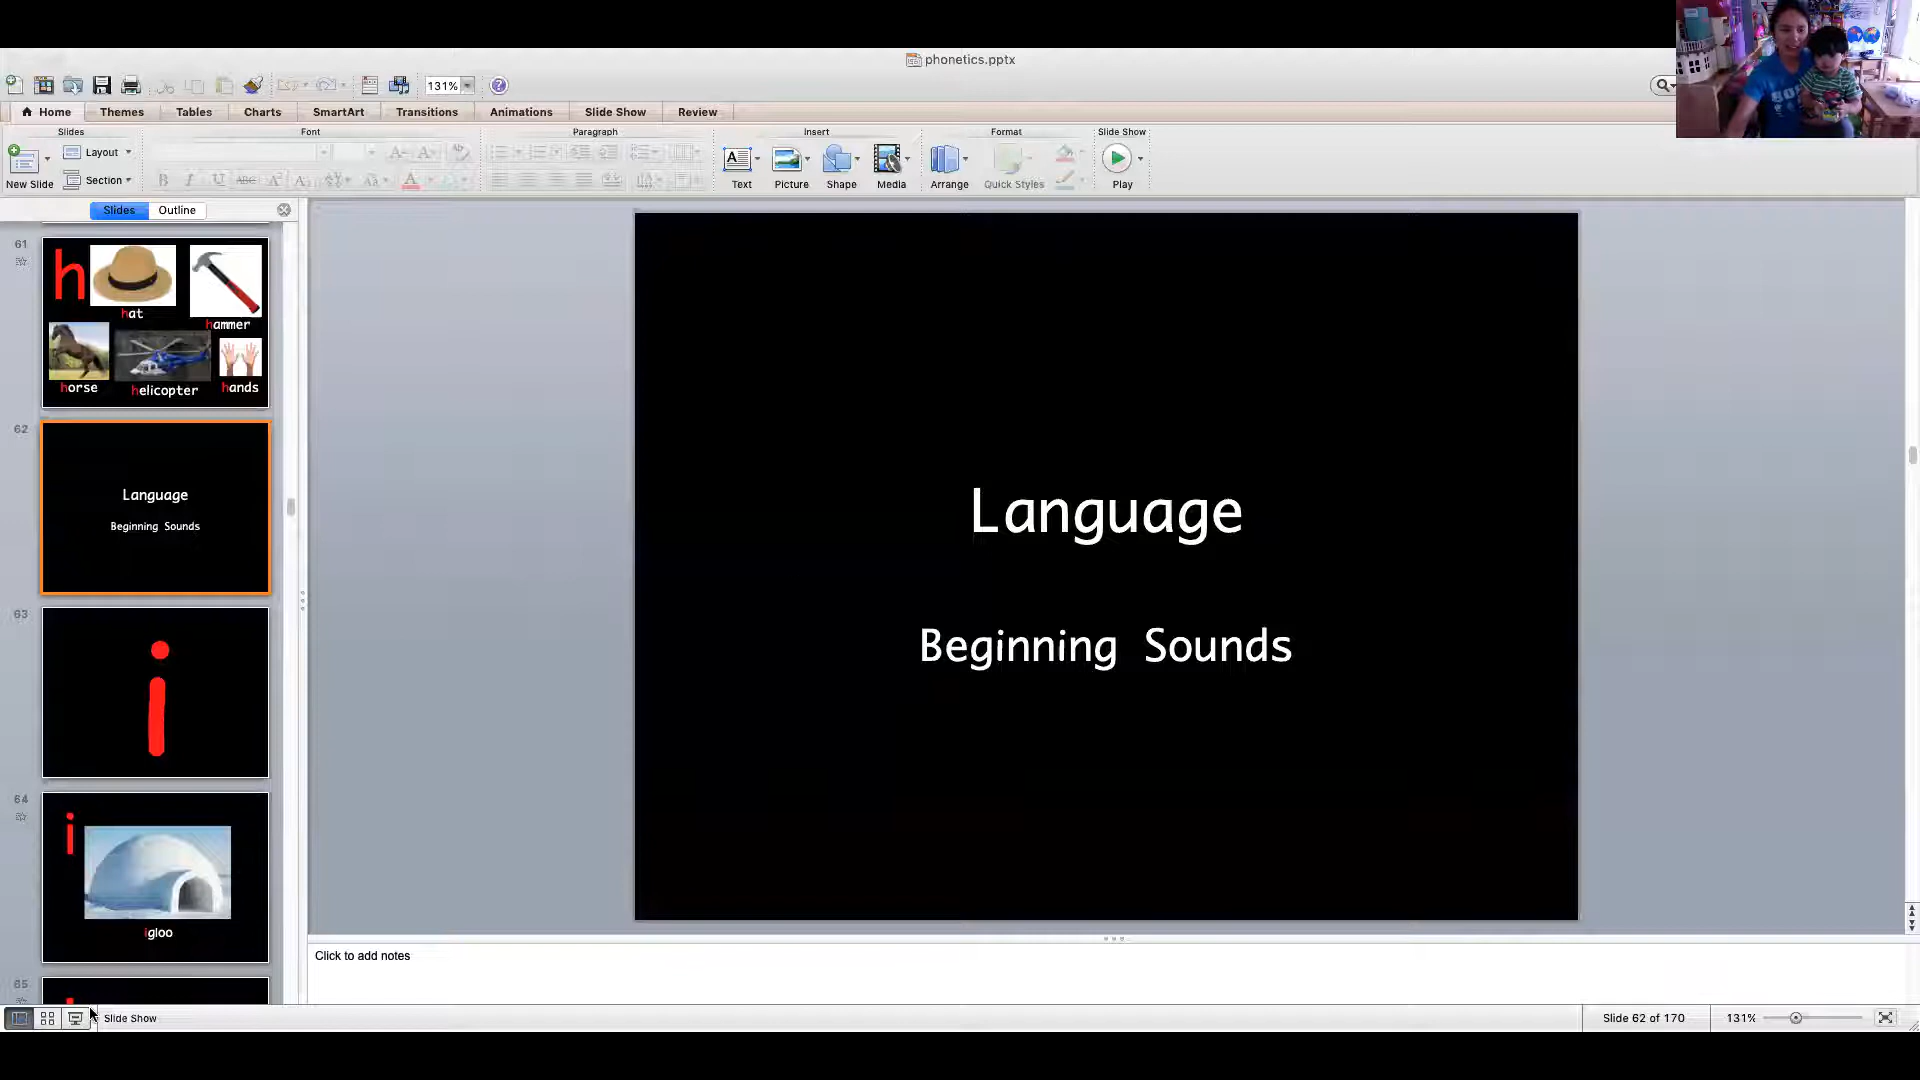 phonetics.pptx
131%
Home Themes Tables Charts SmartArt Transitions Animations Slide Show Review
Slides Font Paragraph Insert Format Slide Show
Layout
Section
New Slide
B I U ABC A A
Text Picture Shape Media Arrange Quick Styles Play
Slides Outline
61
h
hat
hammer
horse helicopter hands
62
Language
Beginning Sounds
63
i
64
i
igloo
65
Language
Beginning Sounds
Click to add notes
Slide Show
Slide 62 of 170
131%